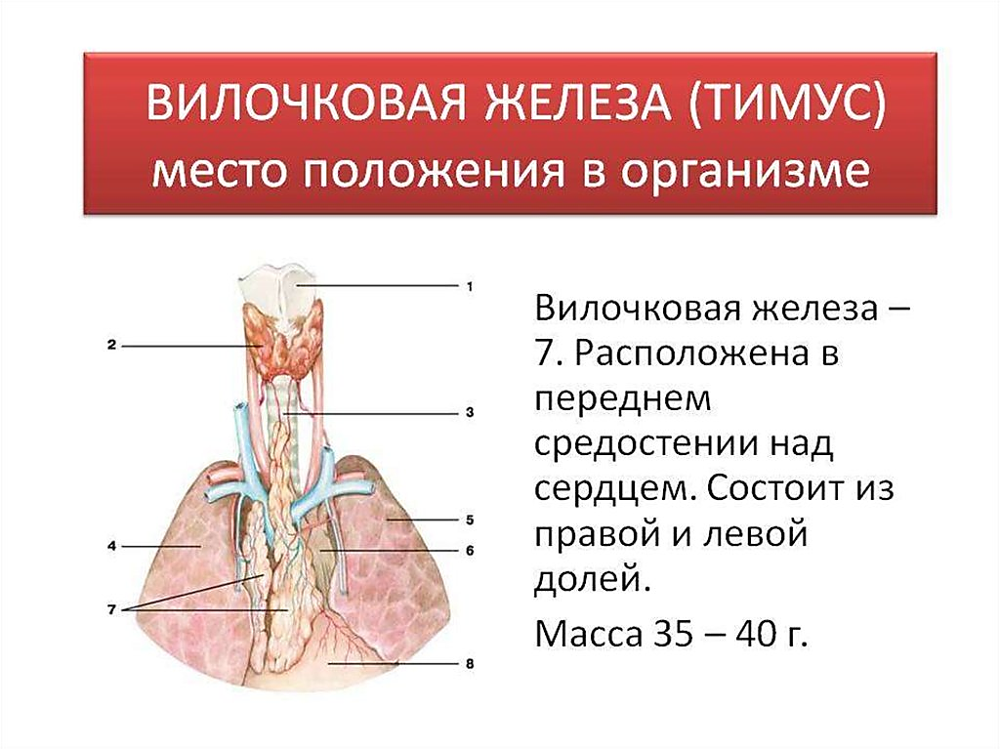 ВИЛОЧКОВАЯ ЖЕЛЕЗА (ТИМУС)
место положения в организме
1
2
3
4
5
6
7
8
Вилочковая железа –
7. Расположена в
переднем
средостении над
сердцем. Состоит из
правой и левой
долей.
Масса 35 – 40 г.